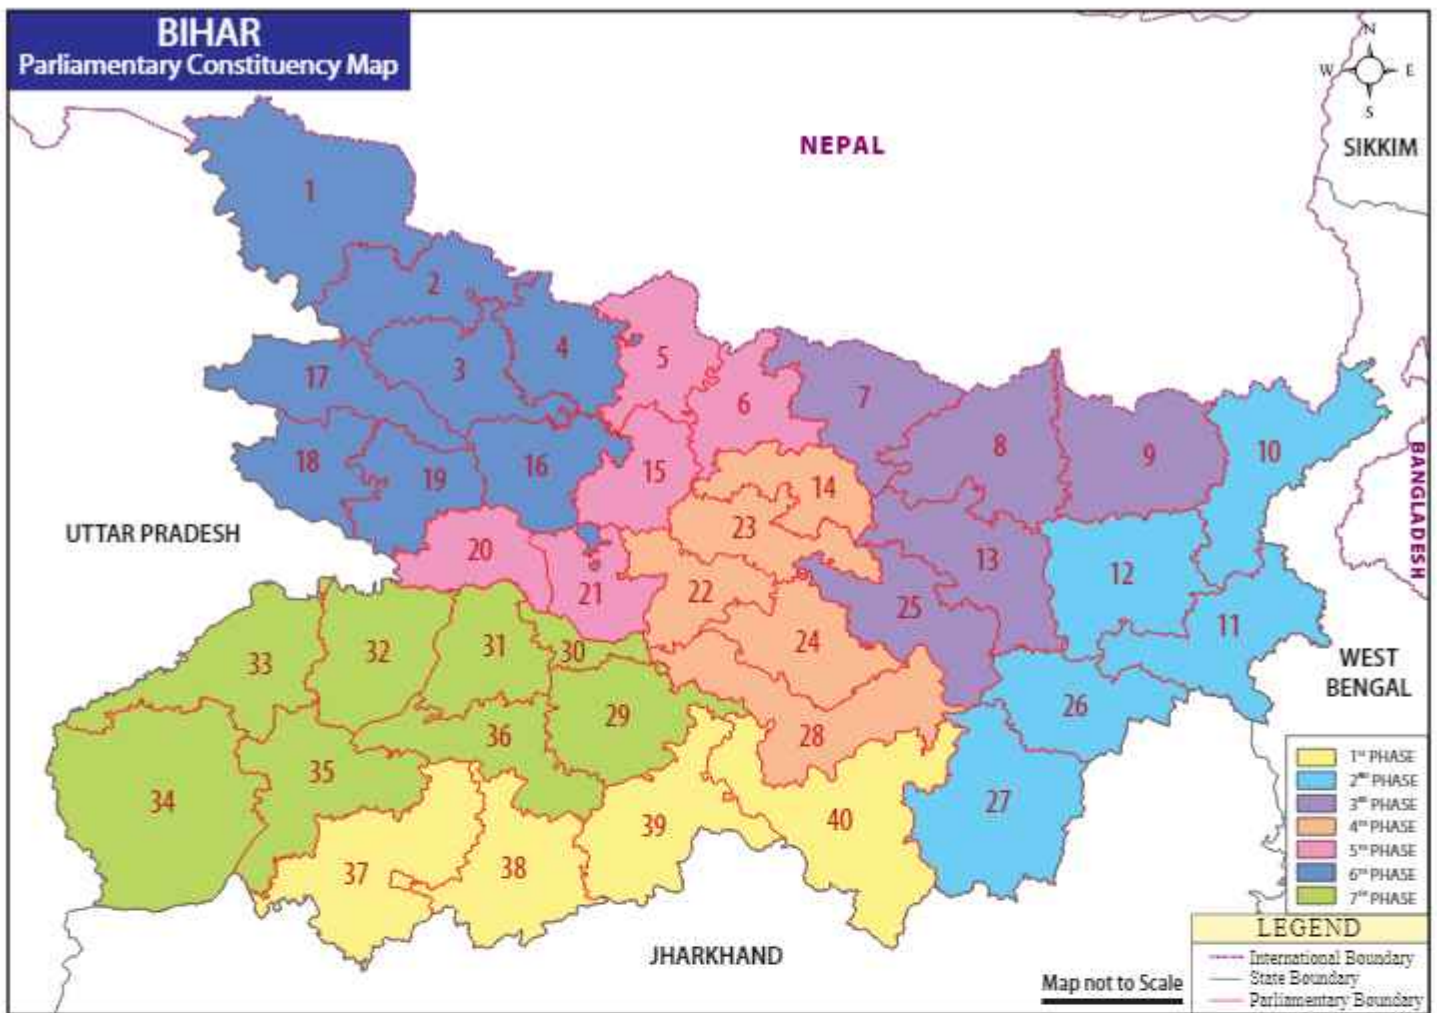 BIHAR
Parliamentary Constituency Map
N
W E
S
NEPAL
SIKKIM
1
2
3
4
5
6
7
8
9
10
17
18
19
16
15
14
23
13
12
11
BANGLADESH
UTTAR PRADESH
20
21
22
25
24
33
32
31
30
29
28
26
27
WEST
BENGAL
34
35
36
37
38
39
40
1ST PHASE
2ND PHASE
3RD PHASE
4TH PHASE
5TH PHASE
6TH PHASE
7TH PHASE
JHARKHAND
Map not to Scale
LEGEND
International Boundary
State Boundary
Parliamentary Boundary